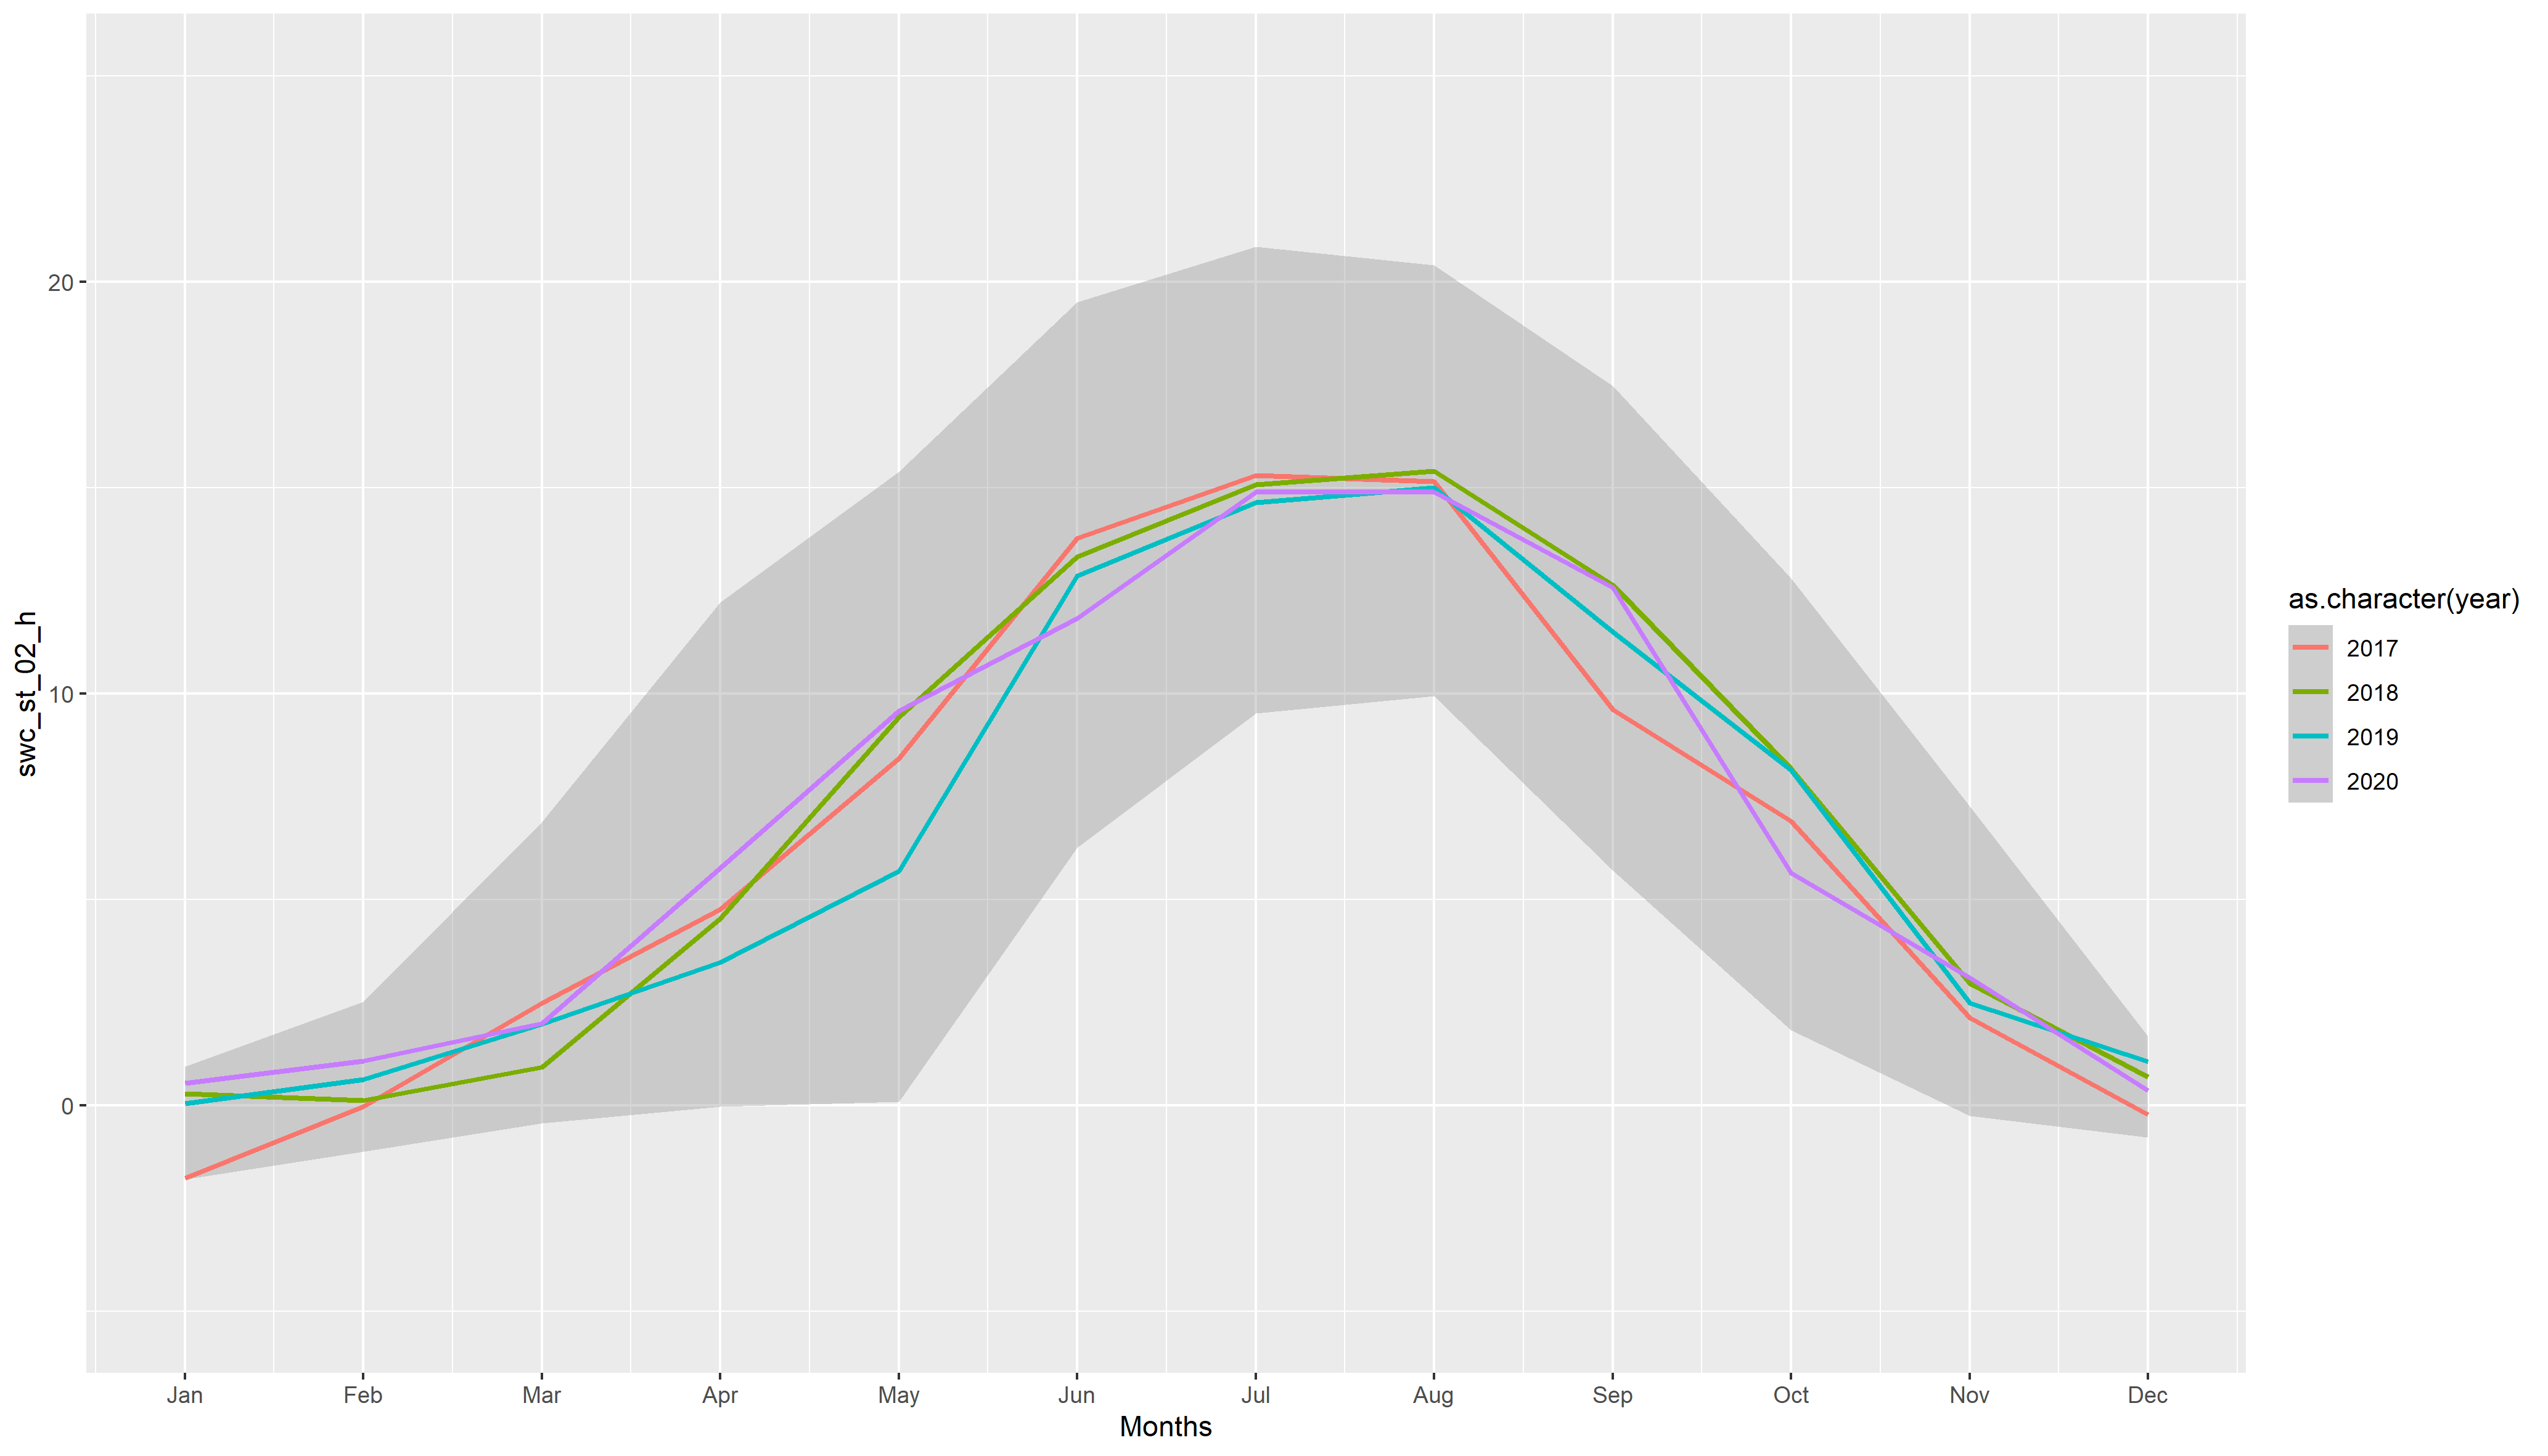 swc_st_02_h
20
10
0
Jan Feb Mar Apr May Jun Jul Aug Sep Oct Nov Dec
Months
as.character(year)
2017
2018
2019
2020